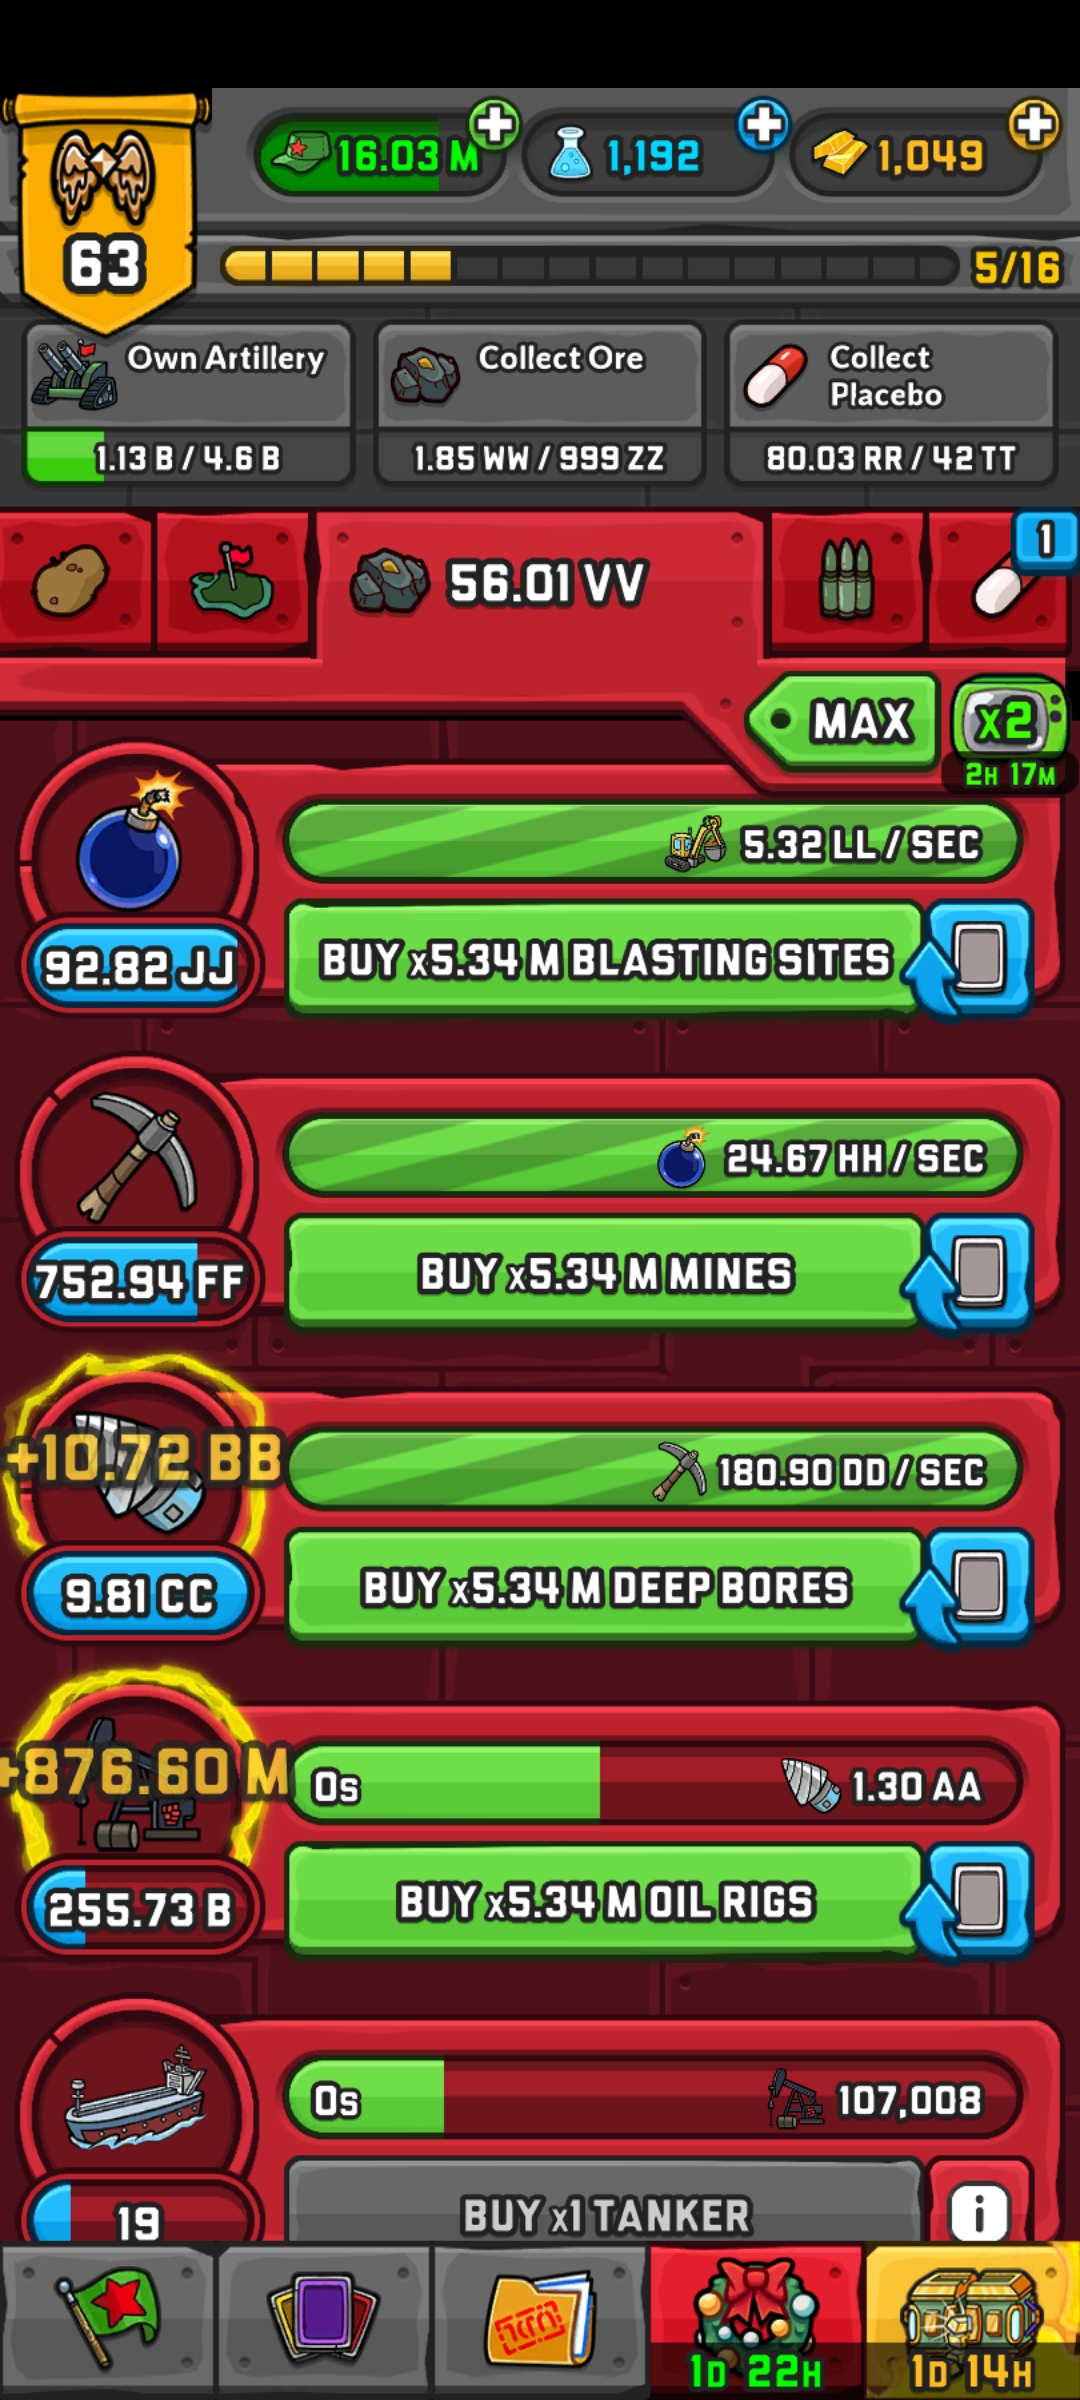 16.03 M
1,192
1,049
63
5/16
Own Artillery
1.13 B / 4.6 B
Collect Ore
1.85 WW / 999 ZZ
Collect
Placebo
80.03 RR / 42 TT
56.01 VV
1
MAX
x2
2H 17M
5.32 LL / SEC
92.82 JJ
BUY x5.34 M BLASTING SITES
24.67 HH / SEC
752.94 FF
BUY x5.34 M MINES
+10.72 BB
180.90 DD / SEC
9.81 CC
BUY x5.34 M DEEP BORES
+876.60 M
0s
1.30 AA
255.73 B
BUY x5.34 M OIL RIGS
0s
107,008
19
BUY x1 TANKER
i
1D 22H
1D 14H